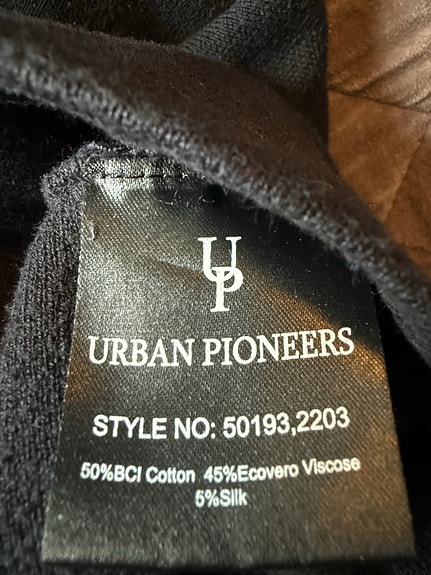 UP
URBAN PIONEERS
STYLE NO: 50193,2203
50%BCI Cotton 45%Ecovero Viscose
5%Silk